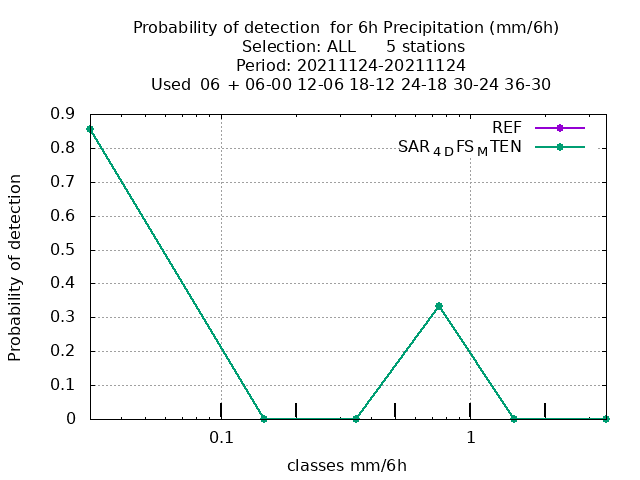 Probability of detection  for 6h Precipitation (mm/6h)
Selection: ALL      5 stations
Period: 20211124-20211124
Used  06  + 06-00 12-06 18-12 24-18 30-24 36-30
REF
SAR4DFSMTEN
Probability of detection
0.9
0.8
0.7
0.6
0.5
0.4
0.3
0.2
0.1
0
0.1 1
classes mm/6h